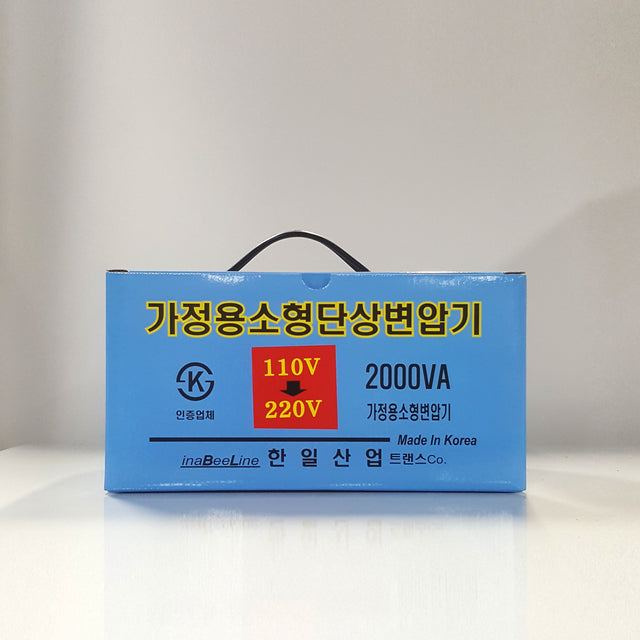 가정용소형단상변압기
K
인증업체
110V
220V
2000VA
가정용소형변압기
Made In Korea
inaBeeLine 한일산업 트랜스Co.